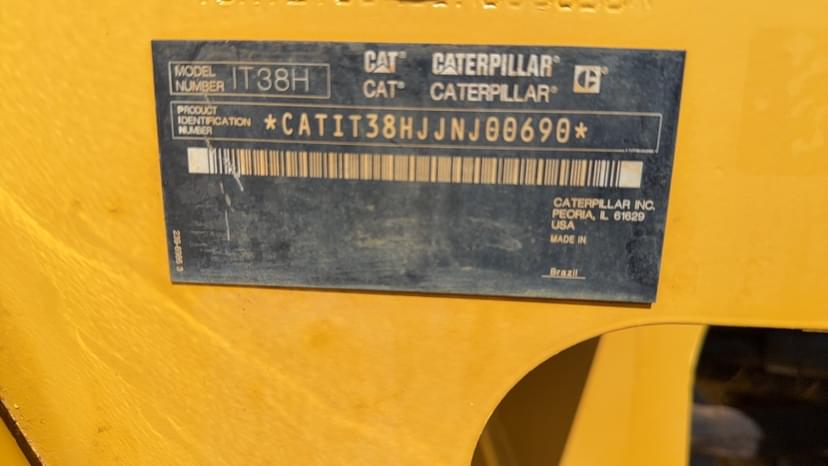 CAT® CATERPILLAR®
MODEL NUMBER IT38H
CAT® CATERPILLAR®
PRODUCT IDENTIFICATION NUMBER
*CATIT38HJJNJ00690*
CATERPILLAR INC.
PEORIA, IL 61629
USA
MADE IN
Brazil